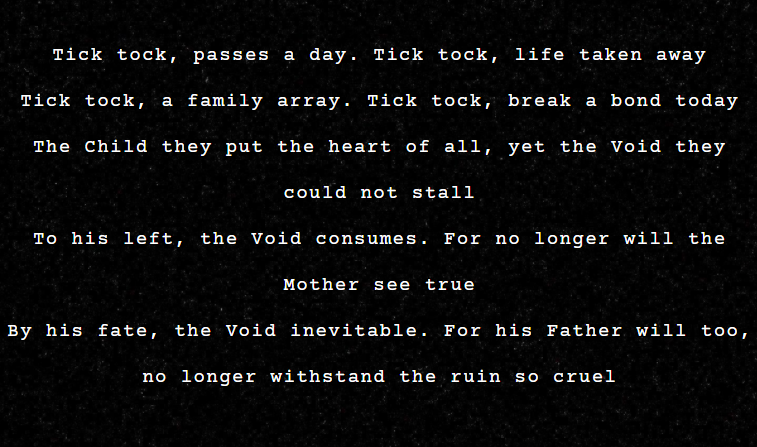 Tick tock, passes a day. Tick tock, life taken away
Tick tock, a family array. Tick tock, break a bond today
The Child they put the heart of all, yet the Void they
could not stall
To his left, the Void consumes. For no longer will the
Mother see true
By his fate, the Void inevitable. For his Father will too,
no longer withstand the ruin so cruel